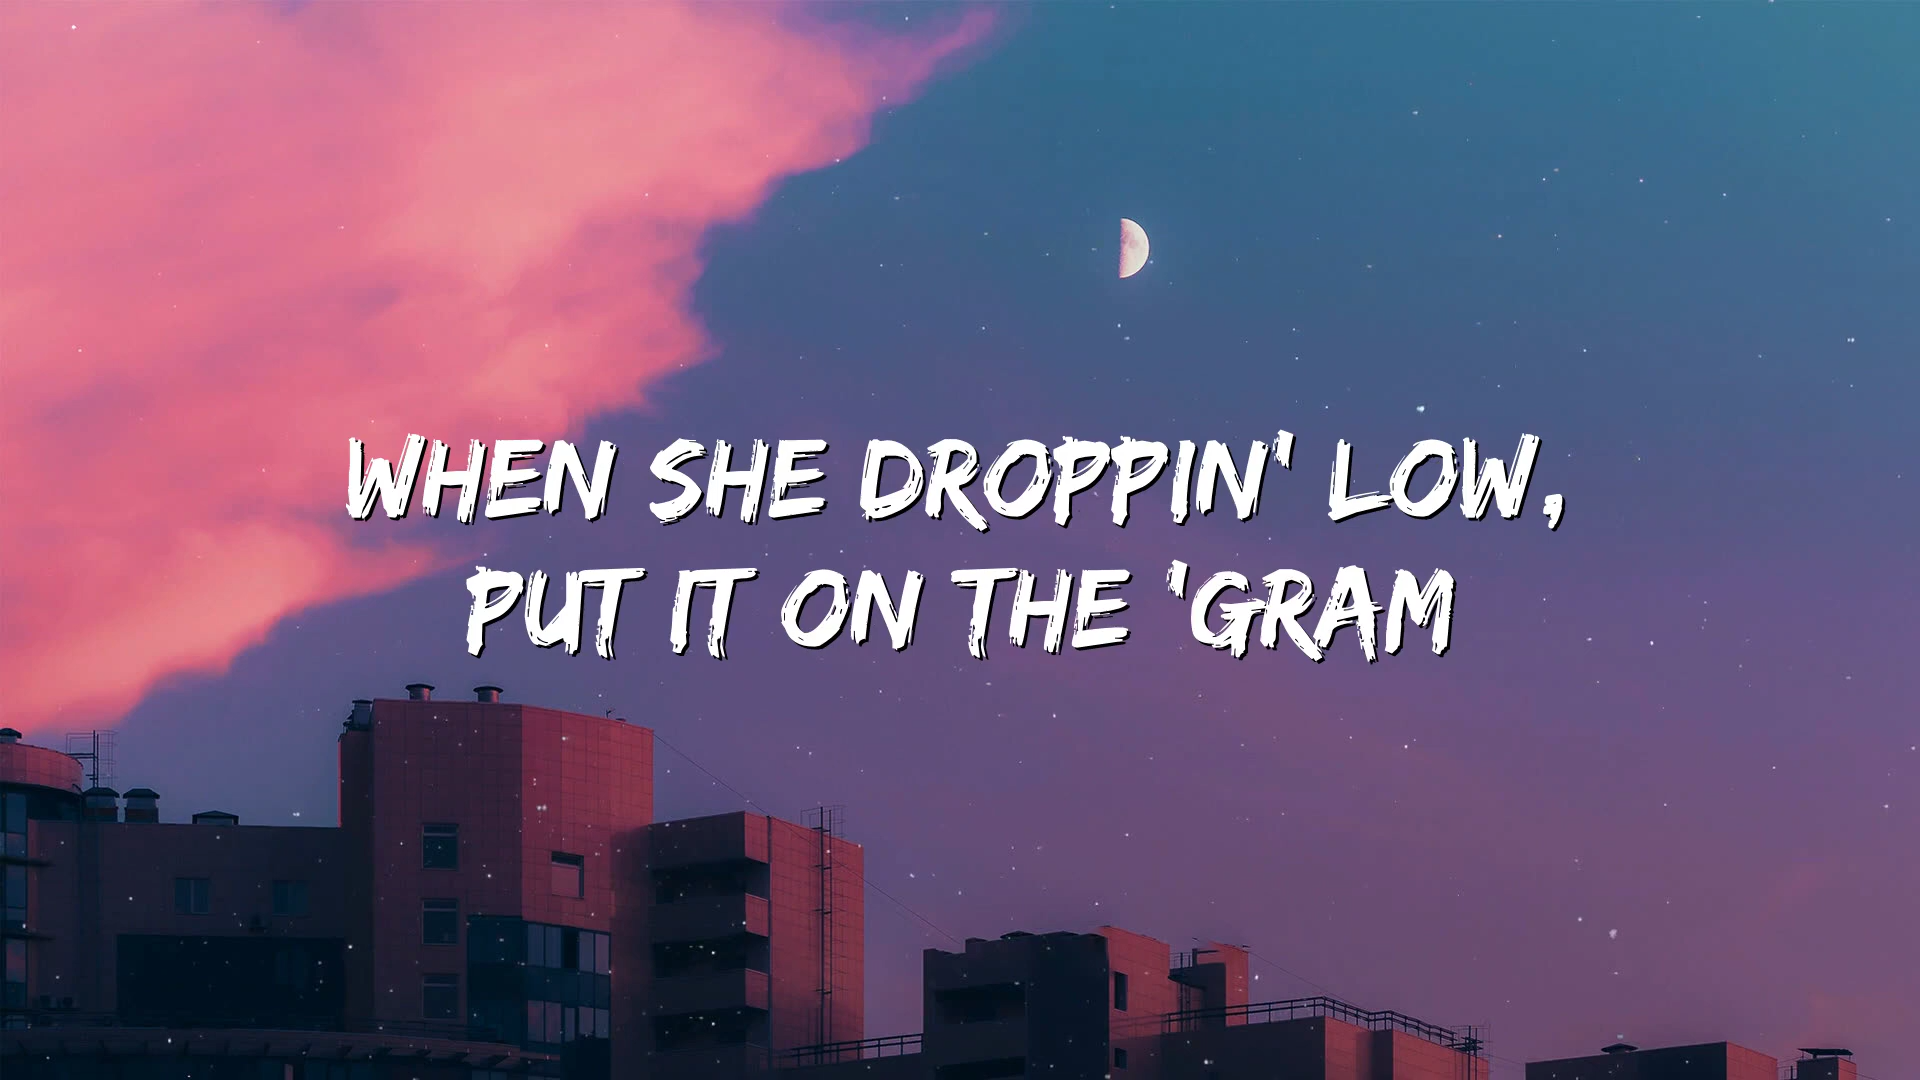 WHEN SHE DROPPIN' LOW,
PUT IT ON THE 'GRAM